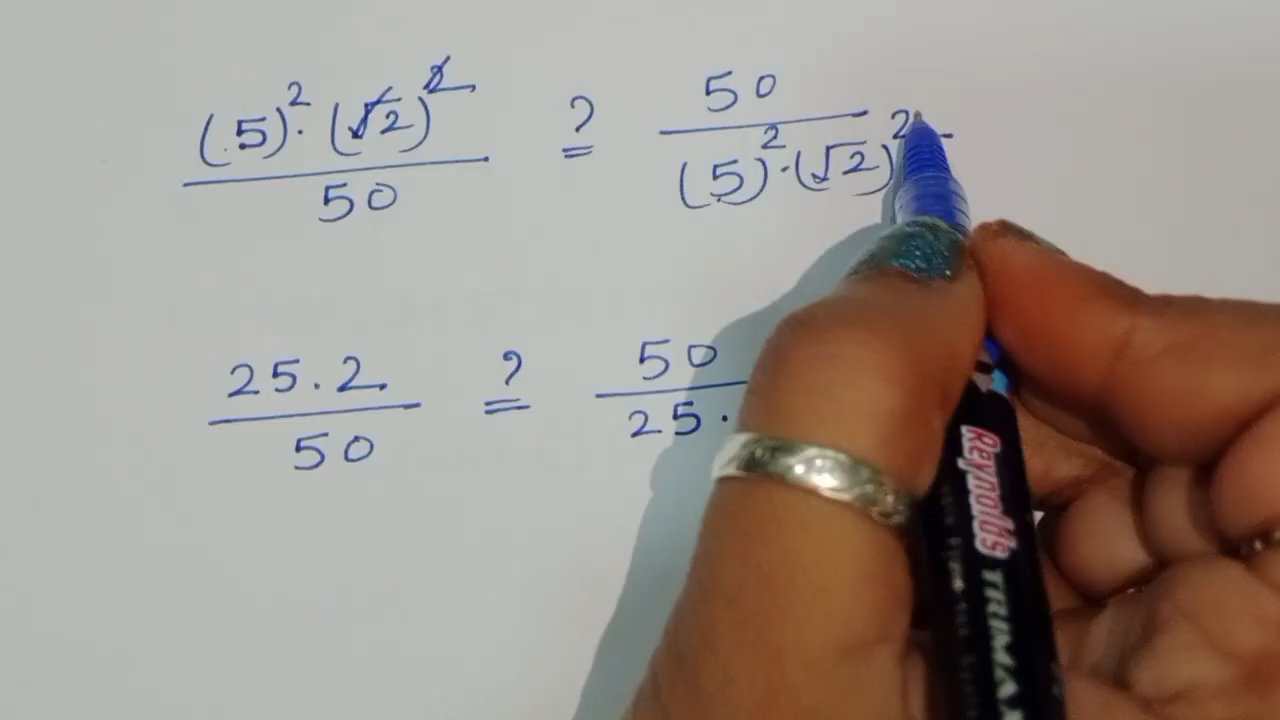 (5)² · (√2)² / 50 ?= 50 / (5)² · (√2)²
25.2 / 50 ?= 50 / 25.
Reynolds TRIMAX